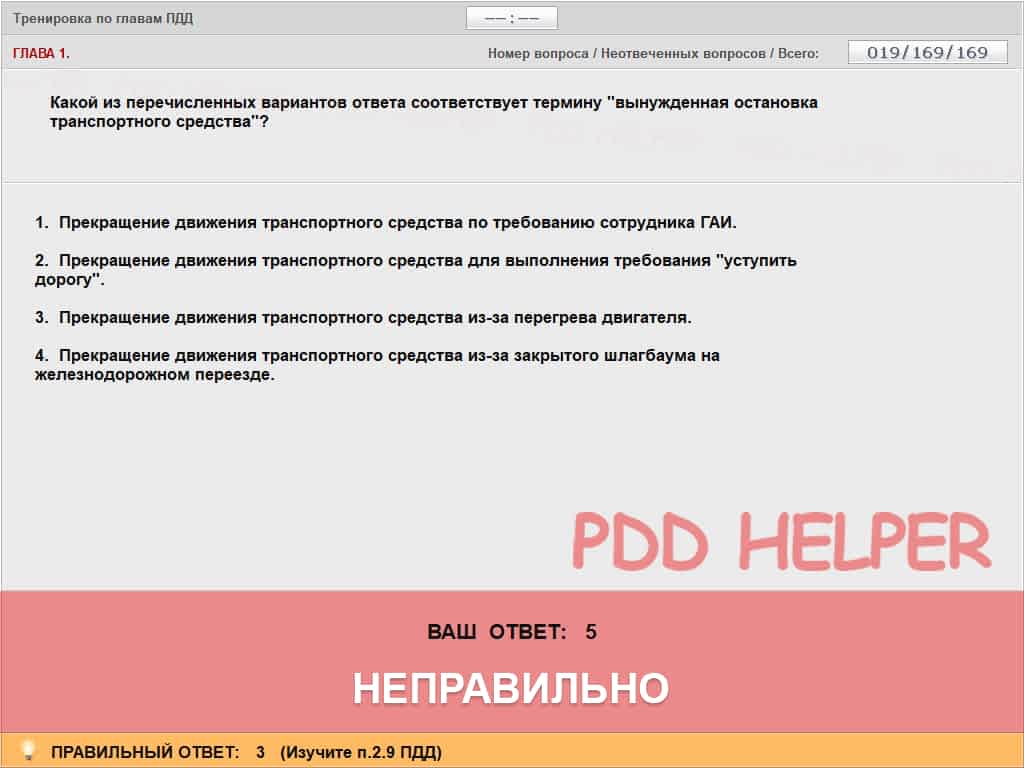 Тренировка по главам ПДД
—— : ——
ГЛАВА 1.
Номер вопроса / Неотвеченных вопросов / Всего:
019/169/169
Какой из перечисленных вариантов ответа соответствует термину "вынужденная остановка
транспортного средства"?
1. Прекращение движения транспортного средства по требованию сотрудника ГАИ.
2. Прекращение движения транспортного средства для выполнения требования "уступить
дорогу".
3. Прекращение движения транспортного средства из-за перегрева двигателя.
4. Прекращение движения транспортного средства из-за закрытого шлагбаума на
железнодорожном переезде.
PDD HELPER
ВАШ ОТВЕТ: 5
НЕПРАВИЛЬНО
ПРАВИЛЬНЫЙ ОТВЕТ: 3 (Изучите п.2.9 ПДД)